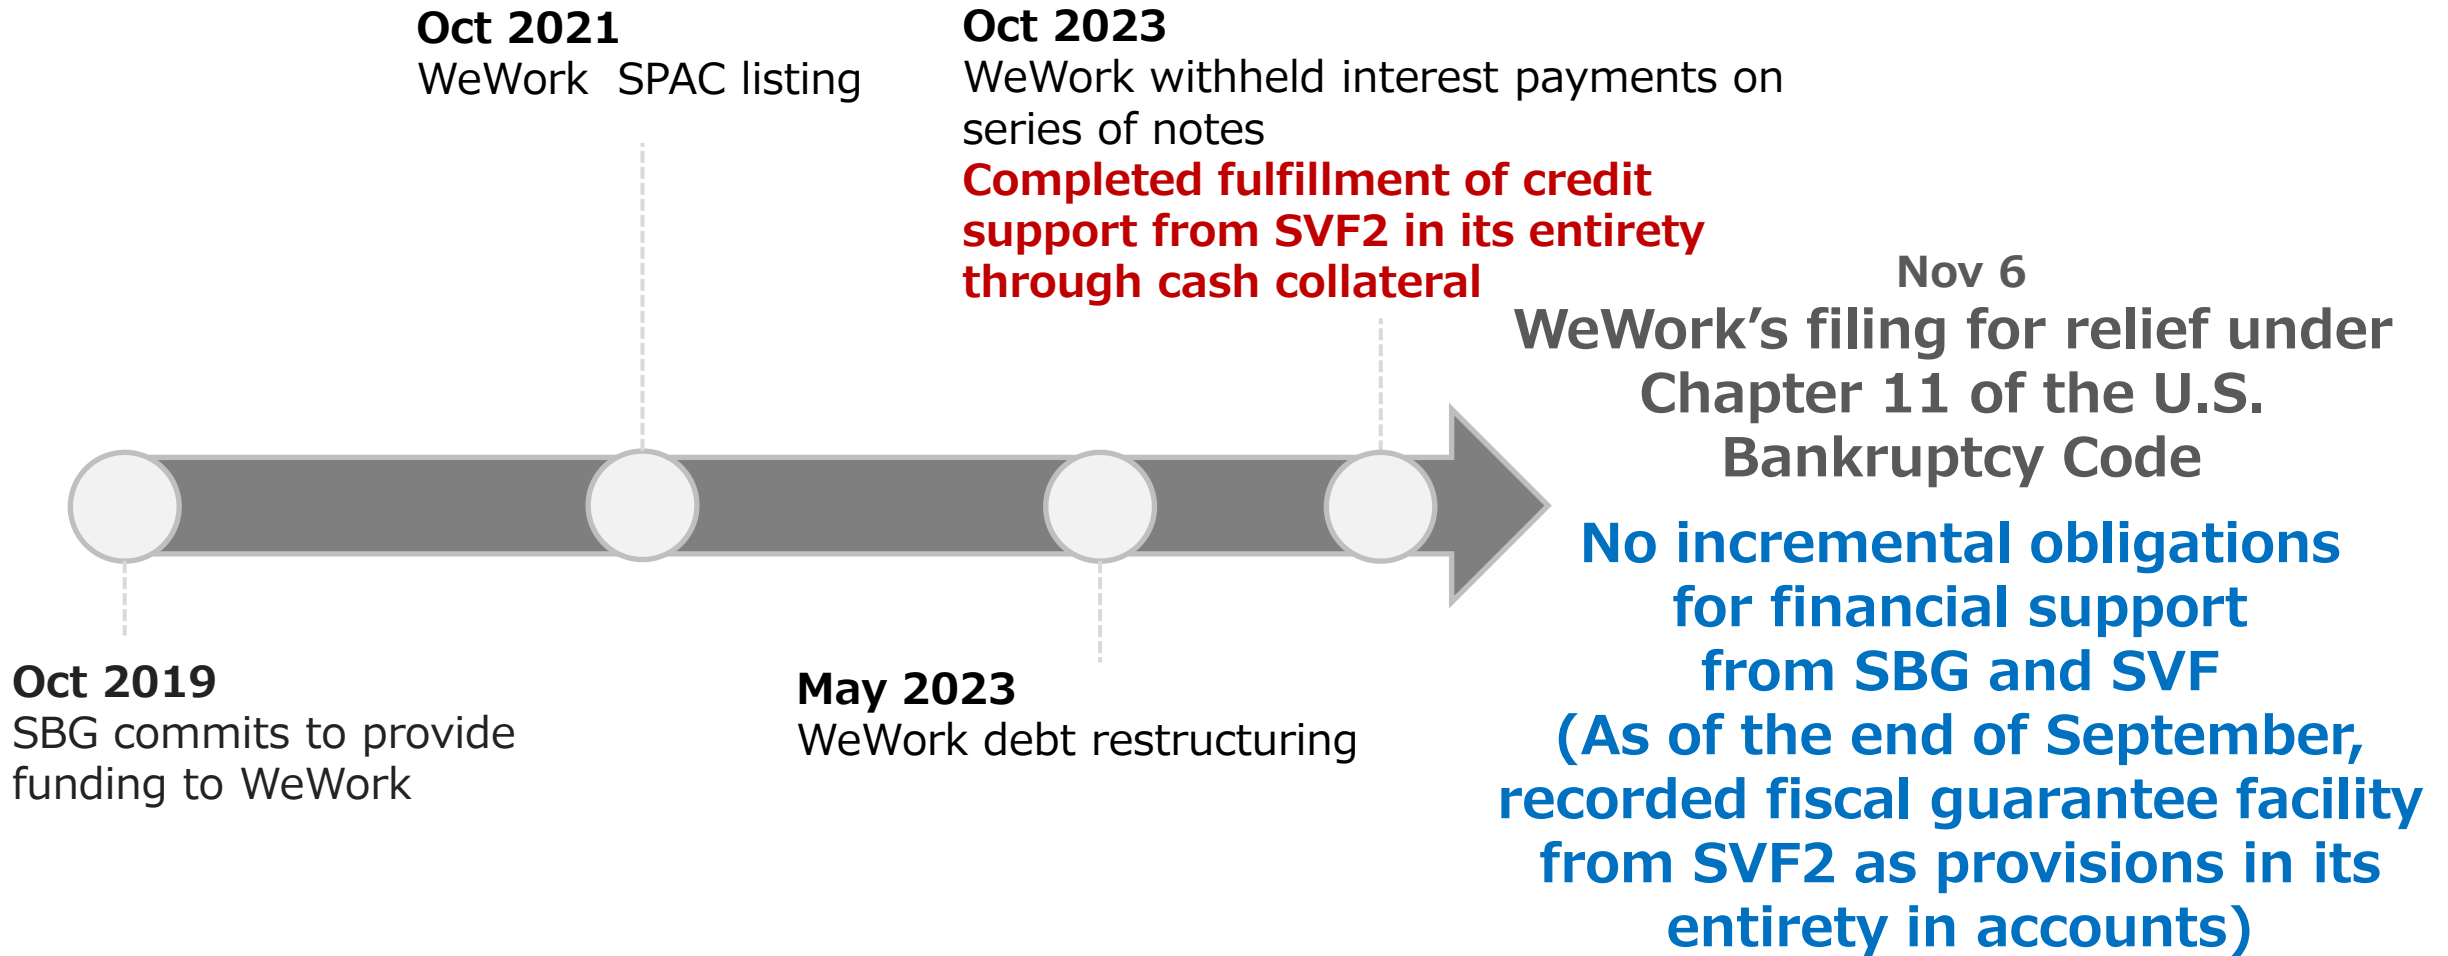 Oct 2021
WeWork  SPAC listing
Oct 2023
WeWork withheld interest payments on
series of notes
Completed fulfillment of credit
support from SVF2 in its entirety
through cash collateral
Nov 6
WeWork’s filing for relief under
Chapter 11 of the U.S.
Bankruptcy Code
No incremental obligations
for financial support
from SBG and SVF
(As of the end of September,
recorded fiscal guarantee facility
from SVF2 as provisions in its
entirety in accounts)
Oct 2019
SBG commits to provide
funding to WeWork
May 2023
WeWork debt restructuring